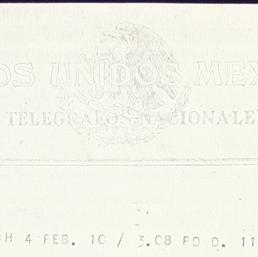 OS UNIDOS MEX
TELEGRAFOS NACIONALE
H 4 FEB. 10 / 3.08 PD D. 11